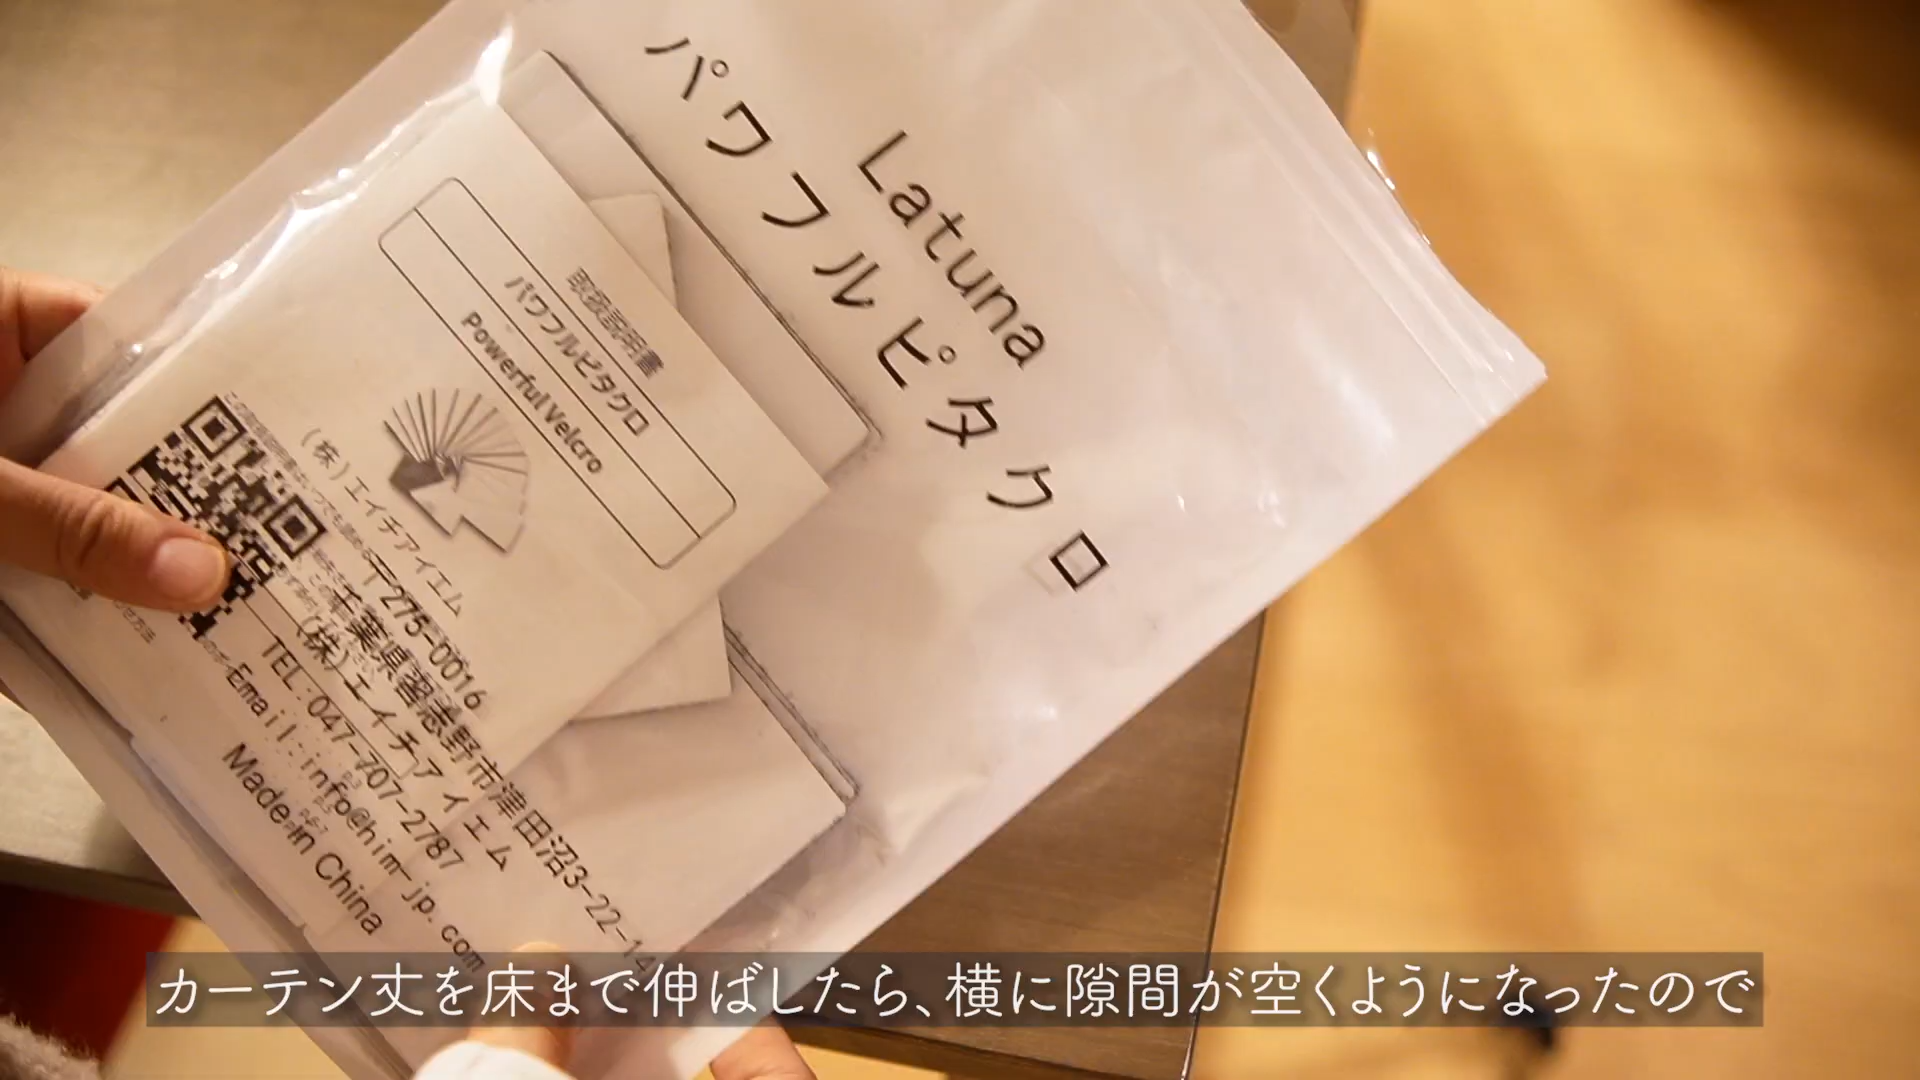 Latuna
パワフルピタクロ
取扱説明書
パワフルピタクロ
Powerful Velcro
(株)エイチアイエム
〒275-0016
千葉県習志野市津田沼3-22-14
(株)エイチアイエム
TEL:047-707-2787
Email:info@him-jp.com
Made in China
カーテン丈を床まで伸ばしたら、横に隙間が空くようになったので